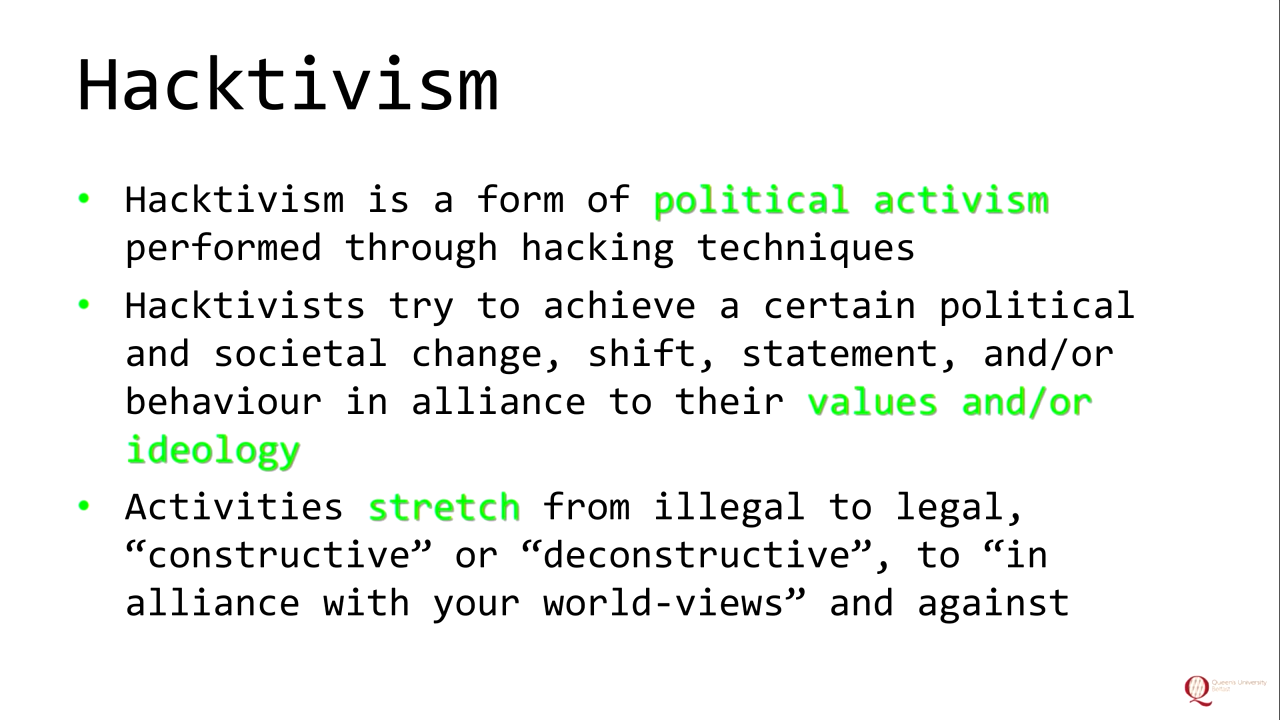 Hacktivism
• Hacktivism is a form of political activism
performed through hacking techniques
• Hacktivists try to achieve a certain political
and societal change, shift, statement, and/or
behaviour in alliance to their values and/or
ideology
• Activities stretch from illegal to legal,
“constructive” or “deconstructive”, to “in
alliance with your world-views” and against
Queens University